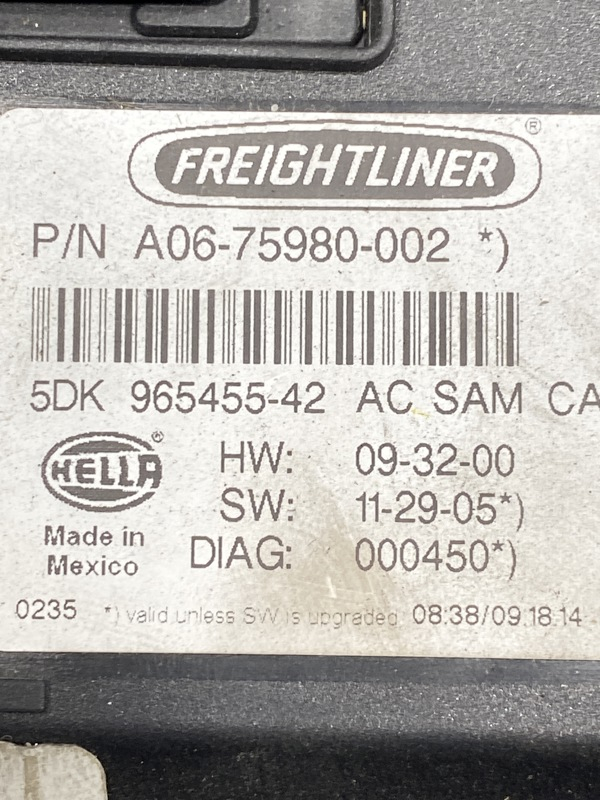 FREIGHTLINER ®
P/N A06-75980-002 *)
5DK 965455-42 AC SAM CA
HELLA ®
Made in
Mexico
HW: 09-32-00
SW: 11-29-05*)
DIAG: 000450*)
0235 *) valid unless SW is upgraded 08:38/09.18.14